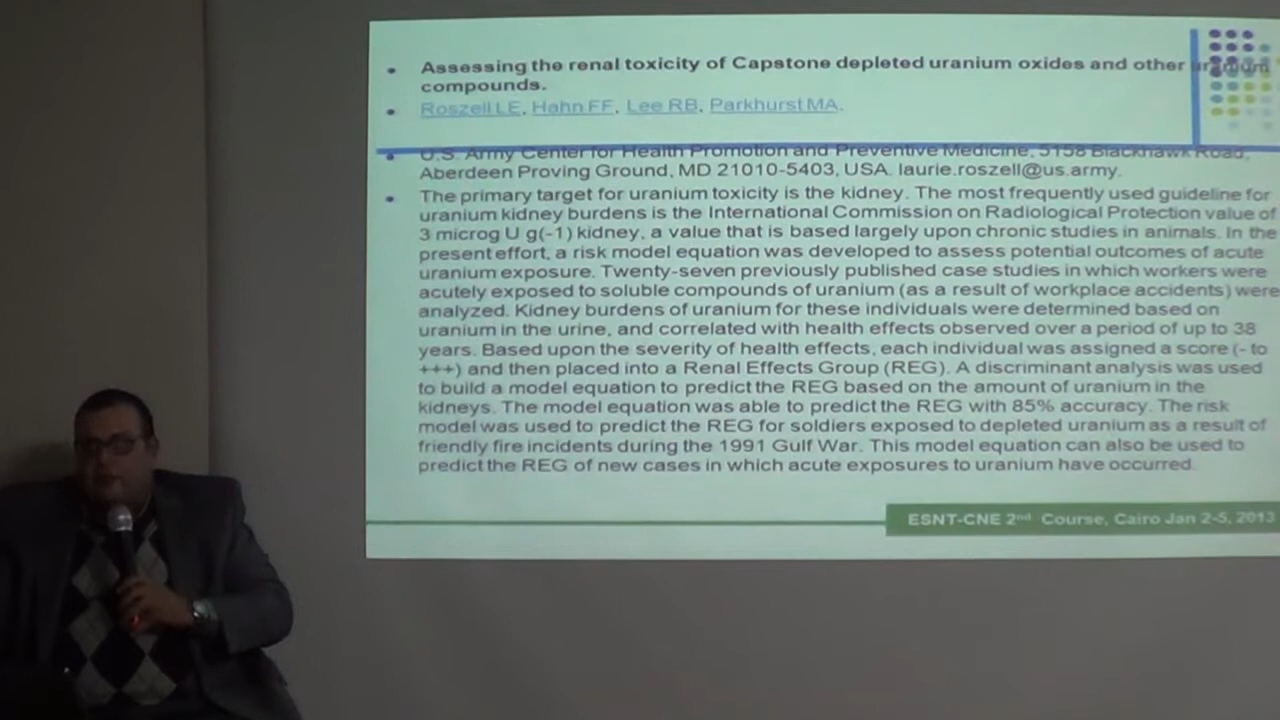 Assessing the renal toxicity of Capstone depleted uranium oxides and other uranium
compounds.
Roszell LE, Hahn FF, Lee RB, Parkhurst MA.
U.S. Army Center for Health Promotion and Preventive Medicine, 5158 Blackhawk Road,
Aberdeen Proving Ground, MD 21010-5403, USA. laurie.roszell@us.army.
The primary target for uranium toxicity is the kidney. The most frequently used guideline for
uranium kidney burdens is the International Commission on Radiological Protection value of
3 microg U g(-1) kidney, a value that is based largely upon chronic studies in animals. In the
present effort, a risk model equation was developed to assess potential outcomes of acute
uranium exposure. Twenty-seven previously published case studies in which workers were
acutely exposed to soluble compounds of uranium (as a result of workplace accidents) were
analyzed. Kidney burdens of uranium for these individuals were determined based on
uranium in the urine, and correlated with health effects observed over a period of up to 38
years. Based upon the severity of health effects, each individual was assigned a score (- to
+++) and then placed into a Renal Effects Group (REG). A discriminant analysis was used
to build a model equation to predict the REG based on the amount of uranium in the
kidneys. The model equation was able to predict the REG with 85% accuracy. The risk
model was used to predict the REG for soldiers exposed to depleted uranium as a result of
friendly fire incidents during the 1991 Gulf War. This model equation can also be used to
predict the REG of new cases in which acute exposures to uranium have occurred.
ESNT-CNE 2nd Course, Cairo Jan 2-5, 2013